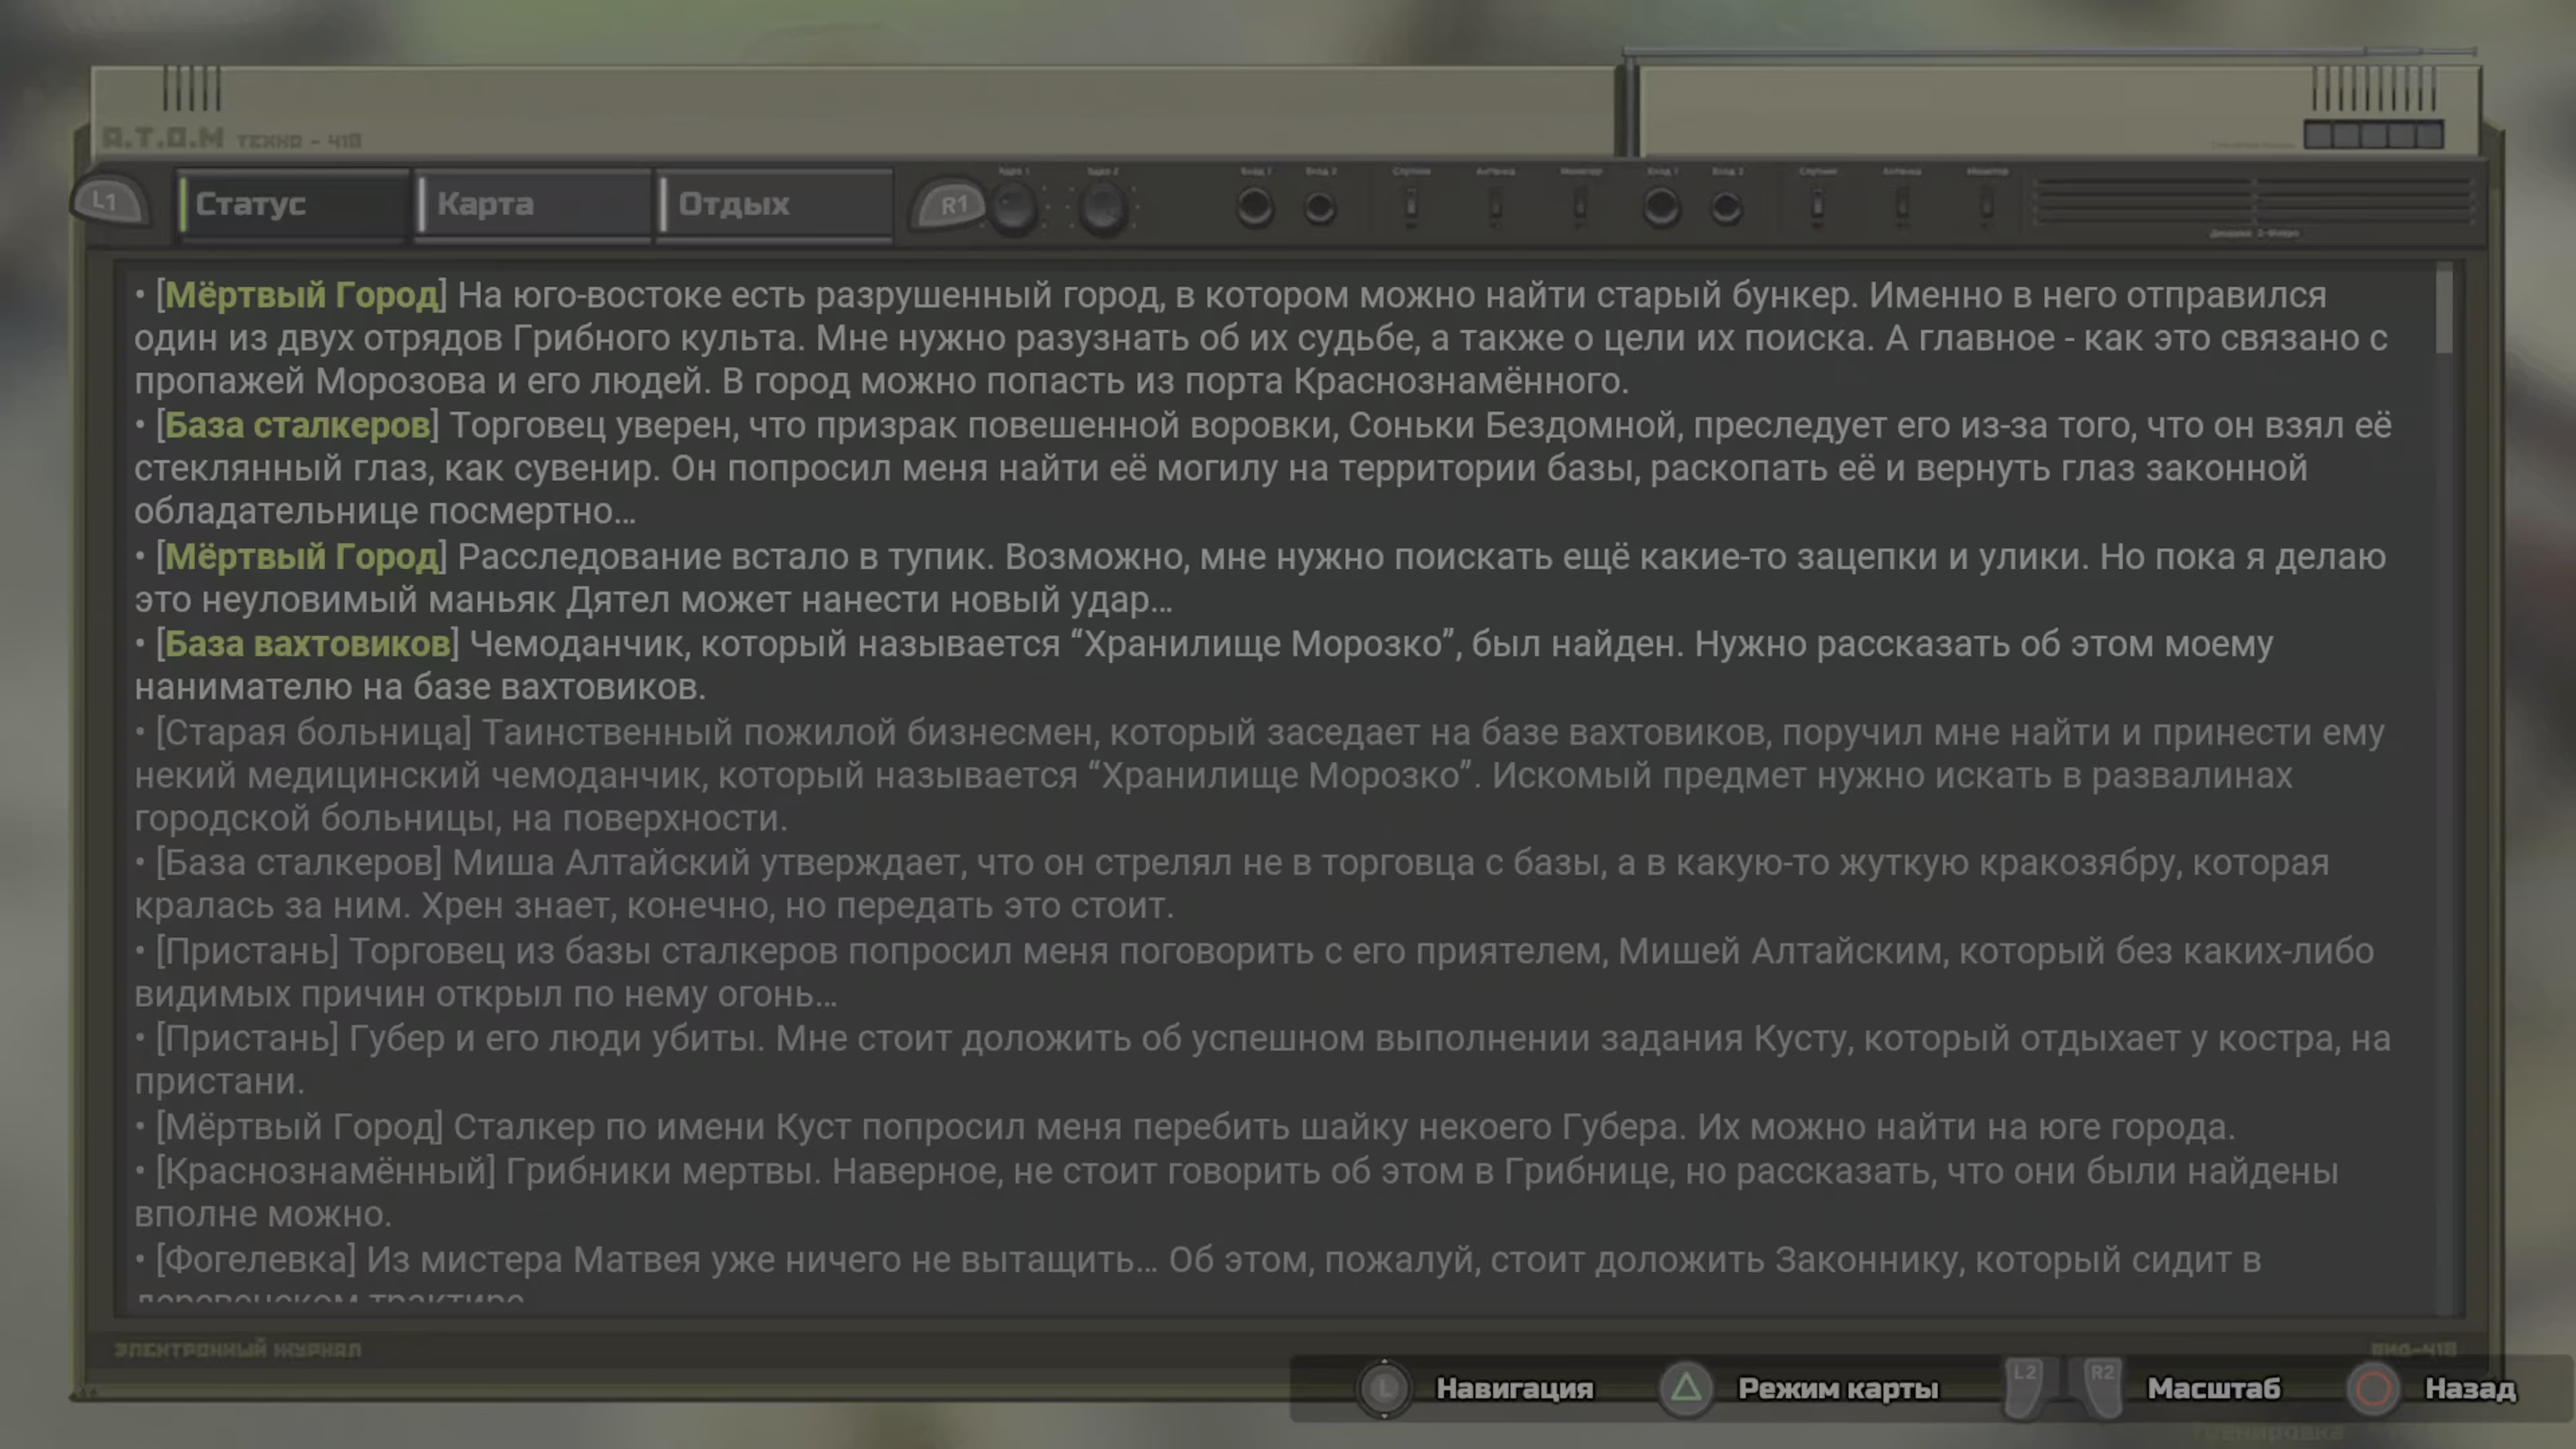 А.Т.О.М ТЕХНО - 418
L1 Статус Карта Отдых R1
• [Мёртвый Город] На юго-востоке есть разрушенный город, в котором можно найти старый бункер. Именно в него отправился
один из двух отрядов Грибного культа. Мне нужно разузнать об их судьбе, а также о цели их поиска. А главное - как это связано с
пропажей Морозова и его людей. В город можно попасть из порта Краснознамённого.
• [База сталкеров] Торговец уверен, что призрак повешенной воровки, Соньки Бездомной, преследует его из-за того, что он взял её
стеклянный глаз, как сувенир. Он попросил меня найти её могилу на территории базы, раскопать её и вернуть глаз законной
обладательнице посмертно...
• [Мёртвый Город] Расследование встало в тупик. Возможно, мне нужно поискать ещё какие-то зацепки и улики. Но пока я делаю
это неуловимый маньяк Дятел может нанести новый удар...
• [База вахтовиков] Чемоданчик, который называется “Хранилище Морозко”, был найден. Нужно рассказать об этом моему
нанимателю на базе вахтовиков.
• [Старая больница] Таинственный пожилой бизнесмен, который заседает на базе вахтовиков, поручил мне найти и принести ему
некий медицинский чемоданчик, который называется “Хранилище Морозко”. Искомый предмет нужно искать в развалинах
городской больницы, на поверхности.
• [База сталкеров] Миша Алтайский утверждает, что он стрелял не в торговца с базы, а в какую-то жуткую кракозябру, которая
кралась за ним. Хрен знает, конечно, но передать это стоит.
• [Пристань] Торговец из базы сталкеров попросил меня поговорить с его приятелем, Мишей Алтайским, который без каких-либо
видимых причин открыл по нему огонь...
• [Пристань] Губер и его люди убиты. Мне стоит доложить об успешном выполнении задания Кусту, который отдыхает у костра, на
пристани.
• [Мёртвый Город] Сталкер по имени Куст попросил меня перебить шайку некоего Губера. Их можно найти на юге города.
• [Краснознамённый] Грибники мертвы. Наверное, не стоит говорить об этом в Грибнице, но рассказать, что они были найдены
вполне можно.
• [Фогелевка] Из мистера Матвея уже ничего не вытащить... Об этом, пожалуй, стоит доложить Законнику, который сидит в
деревенском трактире
ЭЛЕКТРОННЫЙ ЖУРНАЛ
ВИД-418
L Навигация Режим карты L2 R2 Масштаб Назад